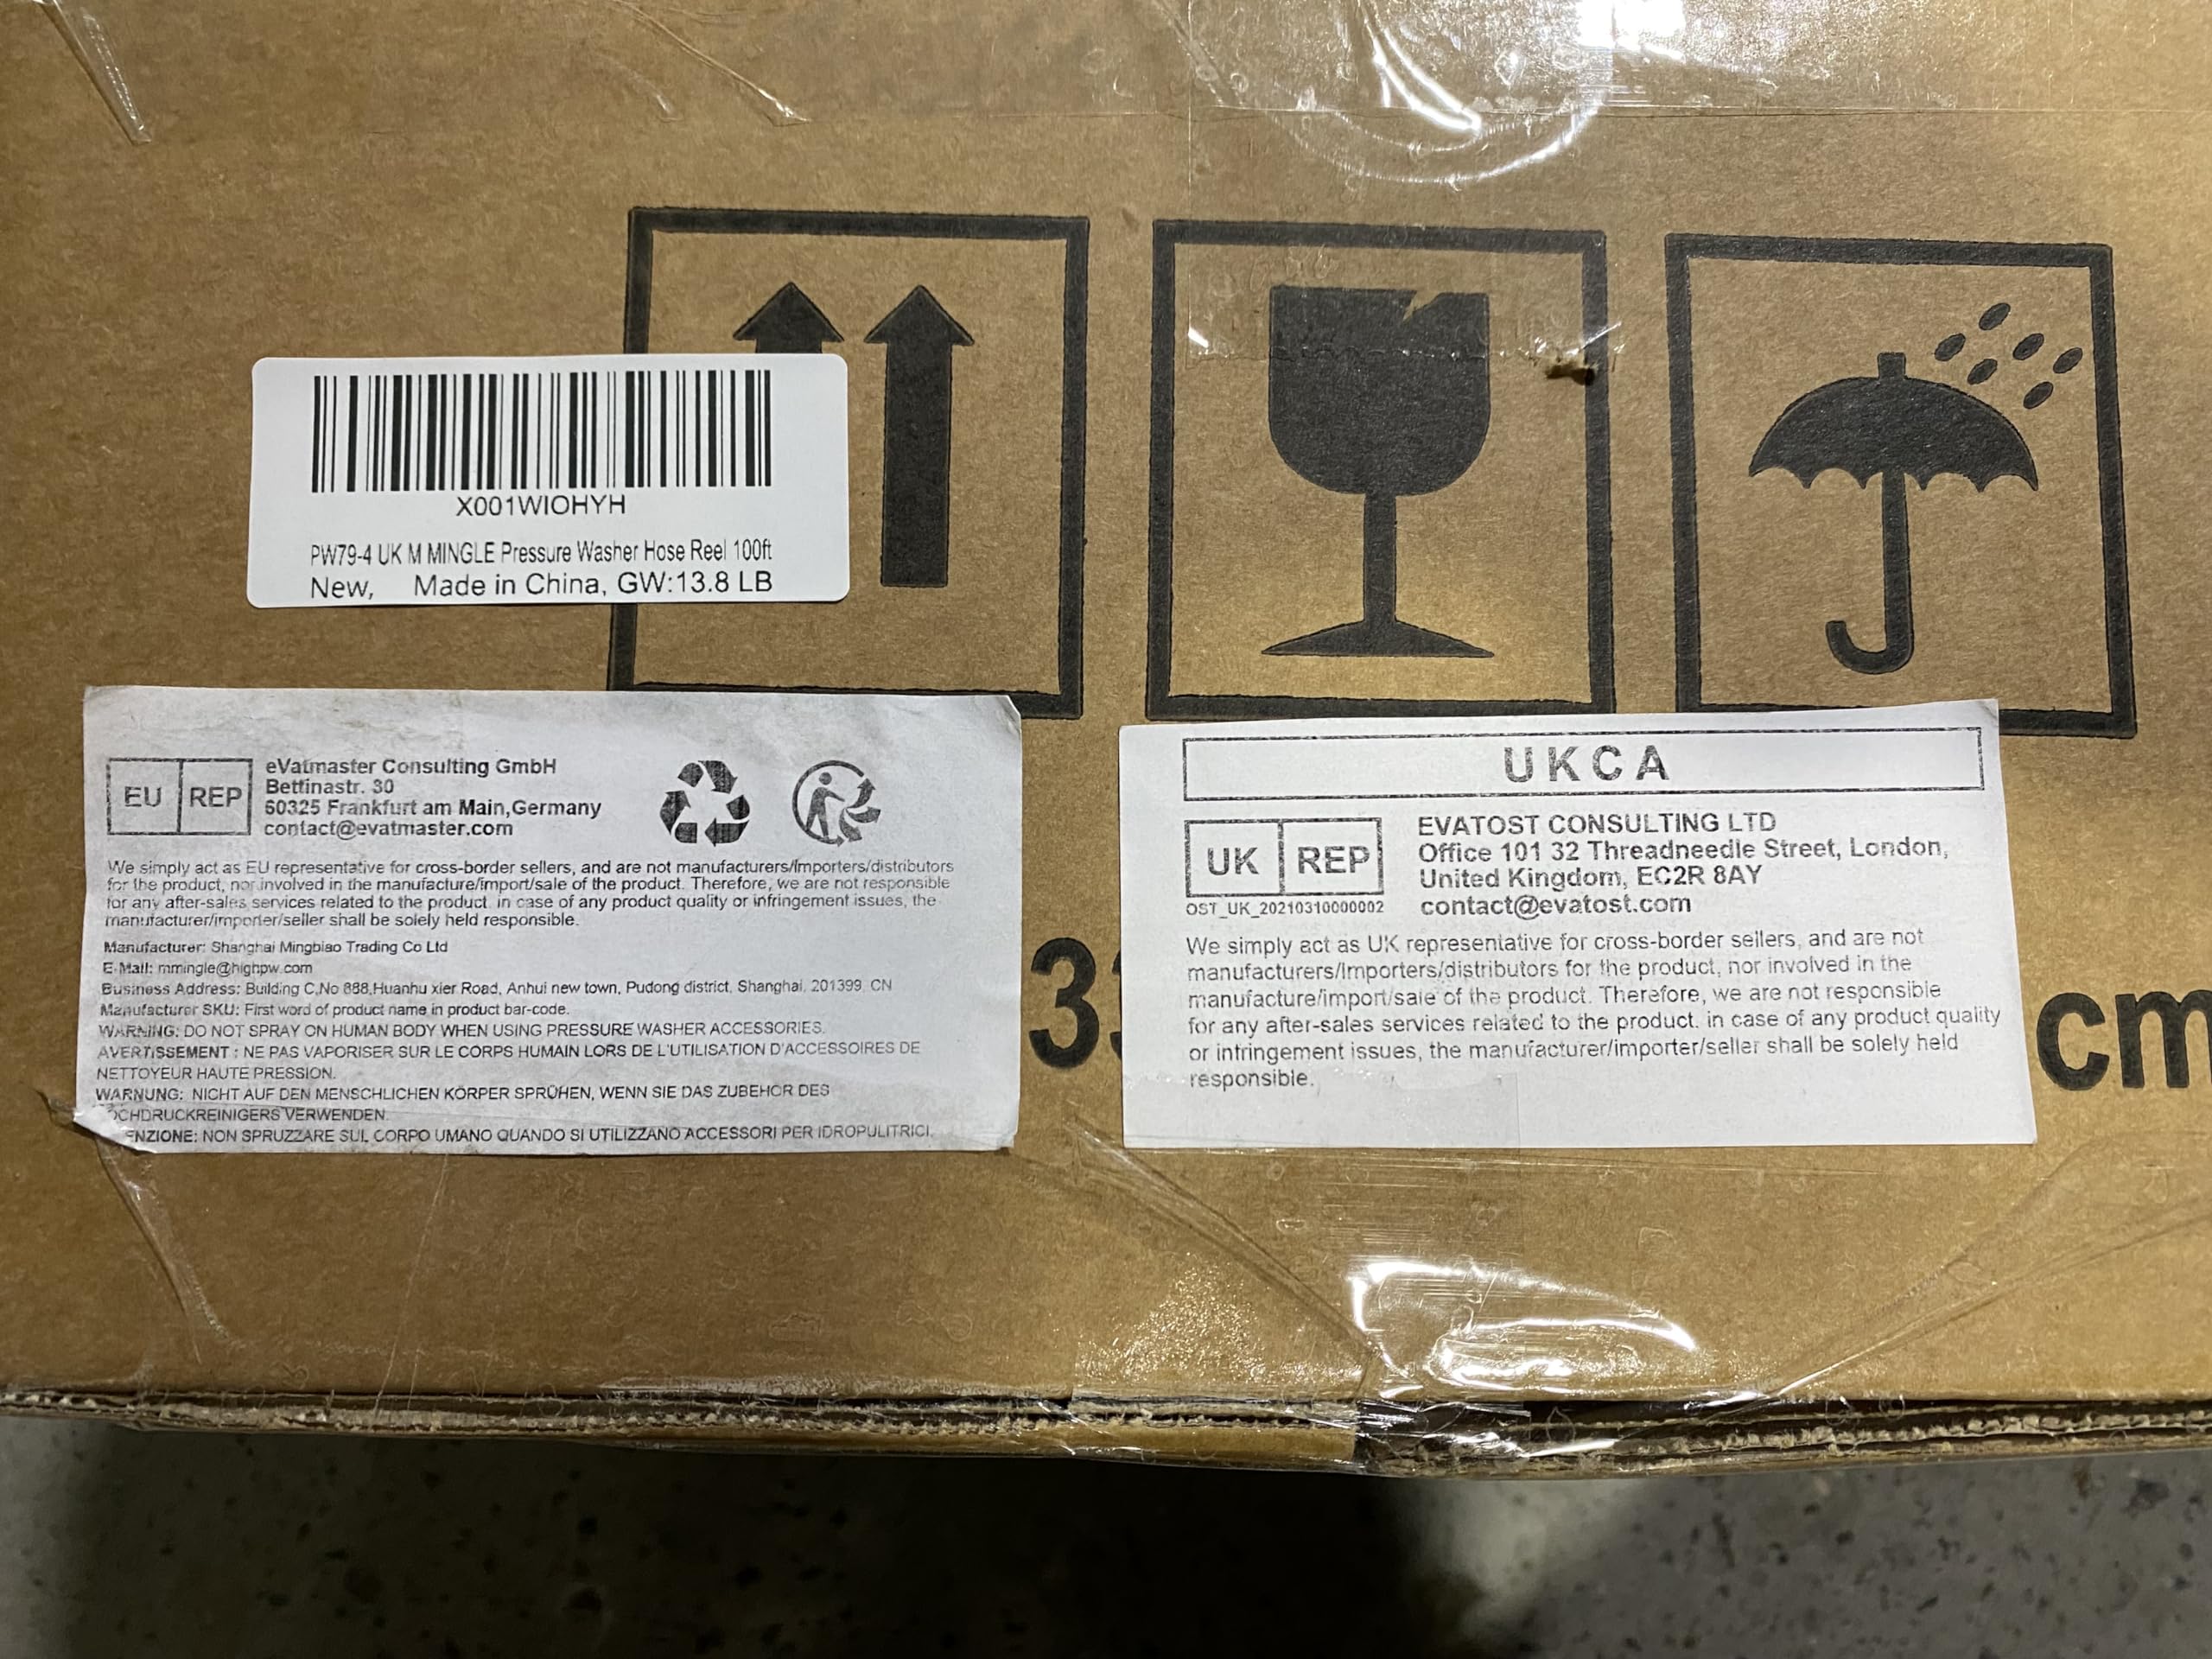 X001WIOHYH
PW79-4 UK M MINGLE Pressure Washer Hose Reel 100ft
New, Made in China, GW:13.8 LB
EU REP
eVatmaster Consulting GmbH
Bettinastr. 30
60325 Frankfurt am Main,Germany
contact@evatmaster.com
We simply act as EU representative for cross-border sellers, and are not manufacturers/Importers/distributors
for the product, nor involved in the manufacture/import/sale of the product. Therefore, we are not responsible
for any after-sales services related to the product. in case of any product quality or infringement issues, the
manufacturer/importer/seller shall be solely held responsible.
Manufacturer: Shanghai Mingbiao Trading Co Ltd
E-Mail: mmingle@highpw.com
Business Address: Building C,No 888,Huanhu xier Road, Anhui new town, Pudong district, Shanghai, 201399, CN
Manufacturer SKU: First word of product name in product bar-code.
WARNING: DO NOT SPRAY ON HUMAN BODY WHEN USING PRESSURE WASHER ACCESSORIES.
AVERTISSEMENT : NE PAS VAPORISER SUR LE CORPS HUMAIN LORS DE L'UTILISATION D'ACCESSOIRES DE
NETTOYEUR HAUTE PRESSION.
WARNUNG: NICHT AUF DEN MENSCHLICHEN KÖRPER SPRÜHEN, WENN SIE DAS ZUBEHÖR DES
OCHDRUCKREINIGERS VERWENDEN.
ENZIONE: NON SPRUZZARE SUL CORPO UMANO QUANDO SI UTILIZZANO ACCESSORI PER IDROPULITRICI.
UKCA
UK REP
OST_UK_20210310000002
EVATOST CONSULTING LTD
Office 101 32 Threadneedle Street, London,
United Kingdom, EC2R 8AY
contact@evatost.com
We simply act as UK representative for cross-border sellers, and are not
manufacturers/Importers/distributors for the product, nor involved in the
manufacture/import/sale of the product. Therefore, we are not responsible
for any after-sales services related to the product. in case of any product quality
or infringement issues, the manufacturer/importer/seller shall be solely held
responsible.
3
cm